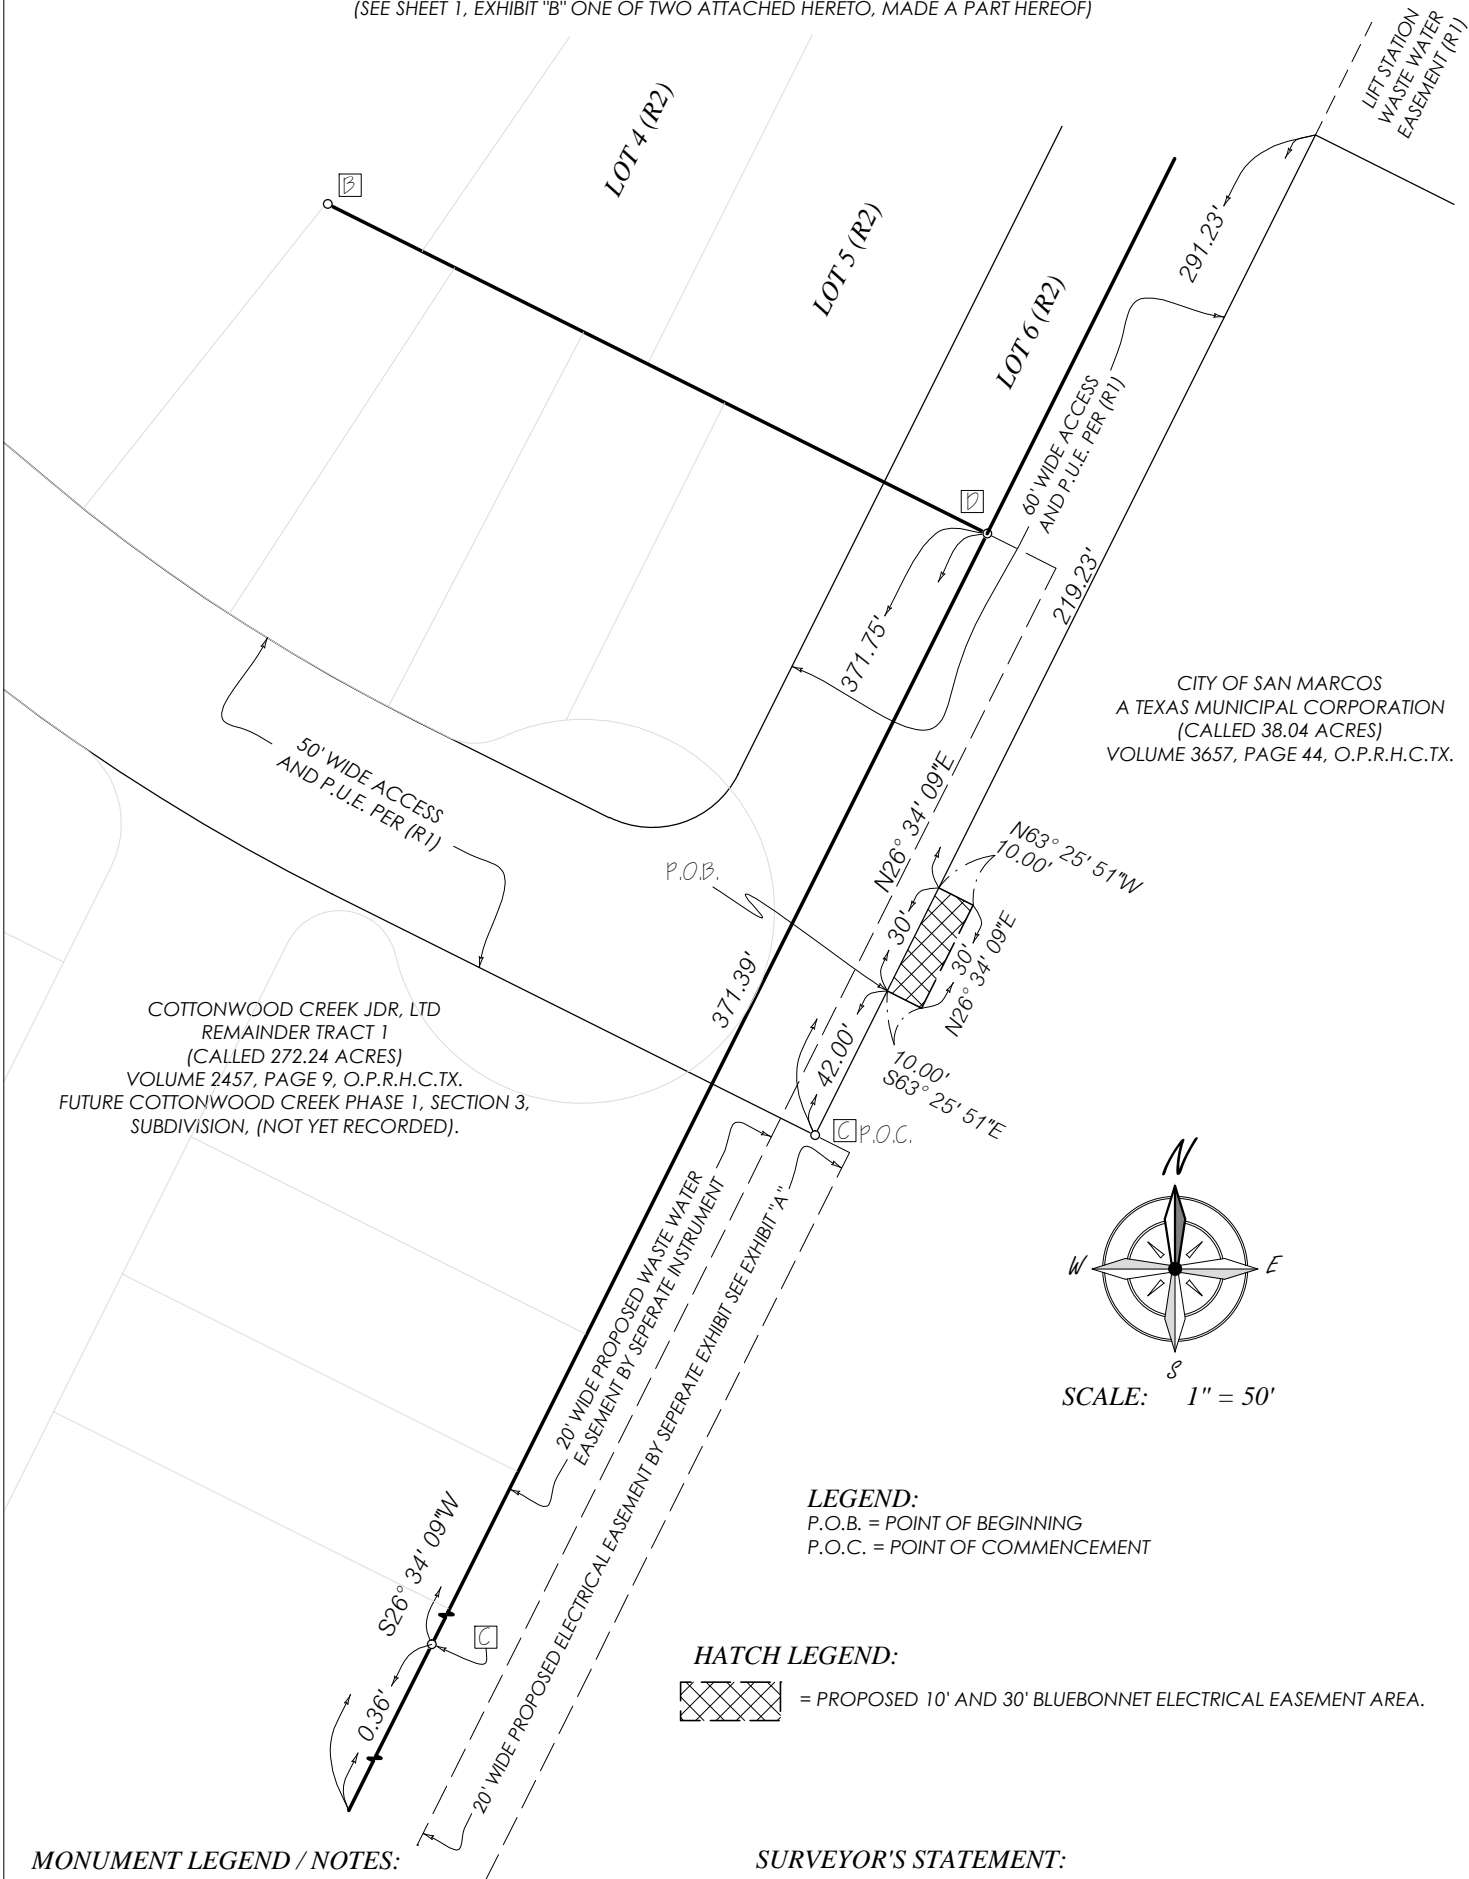 (SEE SHEET 1, EXHIBIT "B" ONE OF TWO ATTACHED HERETO, MADE A PART HEREOF)
LIFT STATION
WASTE WATER
EASEMENT (R1)
LOT 4 (R2)
B
LOT 5 (R2)
291.23'
LOT 6 (R2)
60' WIDE ACCESS
AND P.U.E. PER (R1)
D
219.23'
371.75'
CITY OF SAN MARCOS
A TEXAS MUNICIPAL CORPORATION
(CALLED 38.04 ACRES)
VOLUME 3657, PAGE 44, O.P.R.H.C.TX.
50' WIDE ACCESS
AND P.U.E. PER (R1)
N26° 34' 09"E
N63° 25' 51"W
10.00'
P.O.B.
30'
30'
N26° 34' 09"E
371.39'
COTTONWOOD CREEK JDR, LTD
REMAINDER TRACT 1
(CALLED 272.24 ACRES)
VOLUME 2457, PAGE 9, O.P.R.H.C.TX.
FUTURE COTTONWOOD CREEK PHASE 1, SECTION 3,
SUBDIVISION, (NOT YET RECORDED).
42.00'
10.00'
S63° 25' 51"E
C P.O.C.
N
W
E
S
SCALE: 1" = 50'
20' WIDE PROPOSED WASTE WATER
EASEMENT BY SEPERATE INSTRUMENT
20' WIDE PROPOSED ELECTRICAL EASEMENT BY SEPERATE EXHIBIT SEE EXHIBIT "A"
LEGEND:
P.O.B. = POINT OF BEGINNING
P.O.C. = POINT OF COMMENCEMENT
S26° 34' 09"W
C
0.36'
HATCH LEGEND:
= PROPOSED 10' AND 30' BLUEBONNET ELECTRICAL EASEMENT AREA.
MONUMENT LEGEND / NOTES:
SURVEYOR'S STATEMENT: